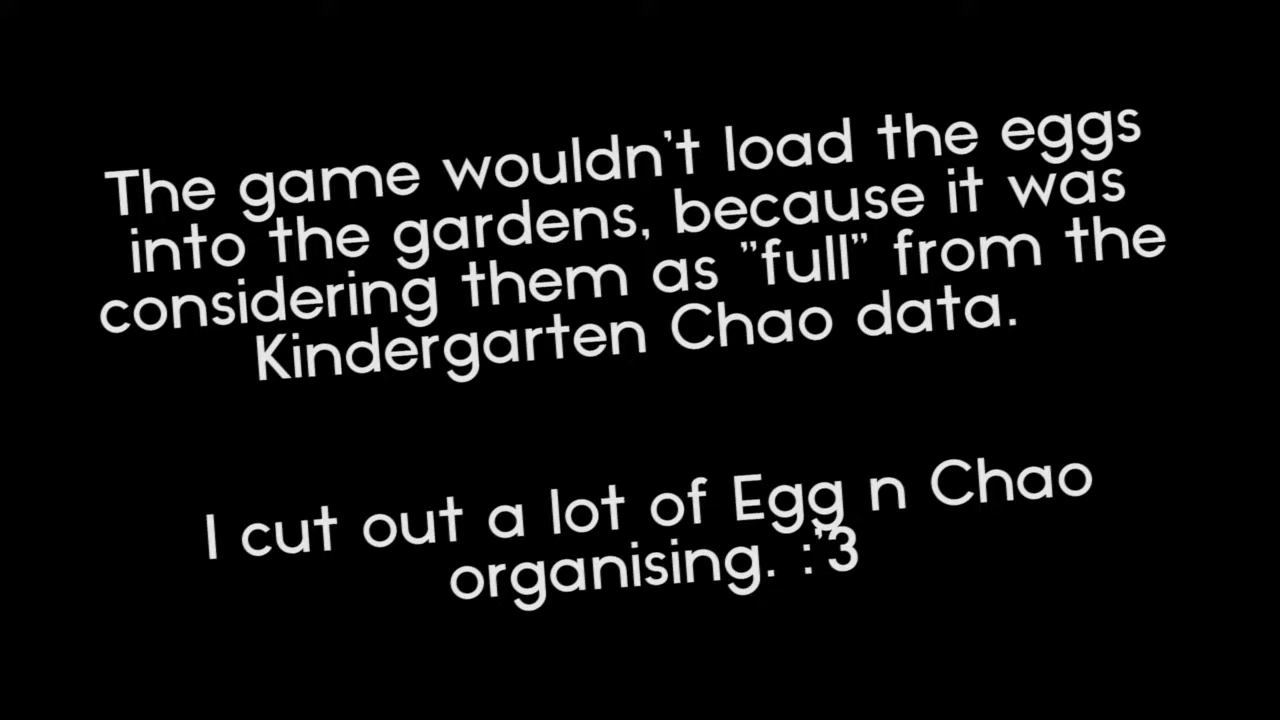 The game wouldn't load the eggs
into the gardens, because it was
considering them as "full" from the
Kindergarten Chao data.
I cut out a lot of Egg n Chao
organising. :'3